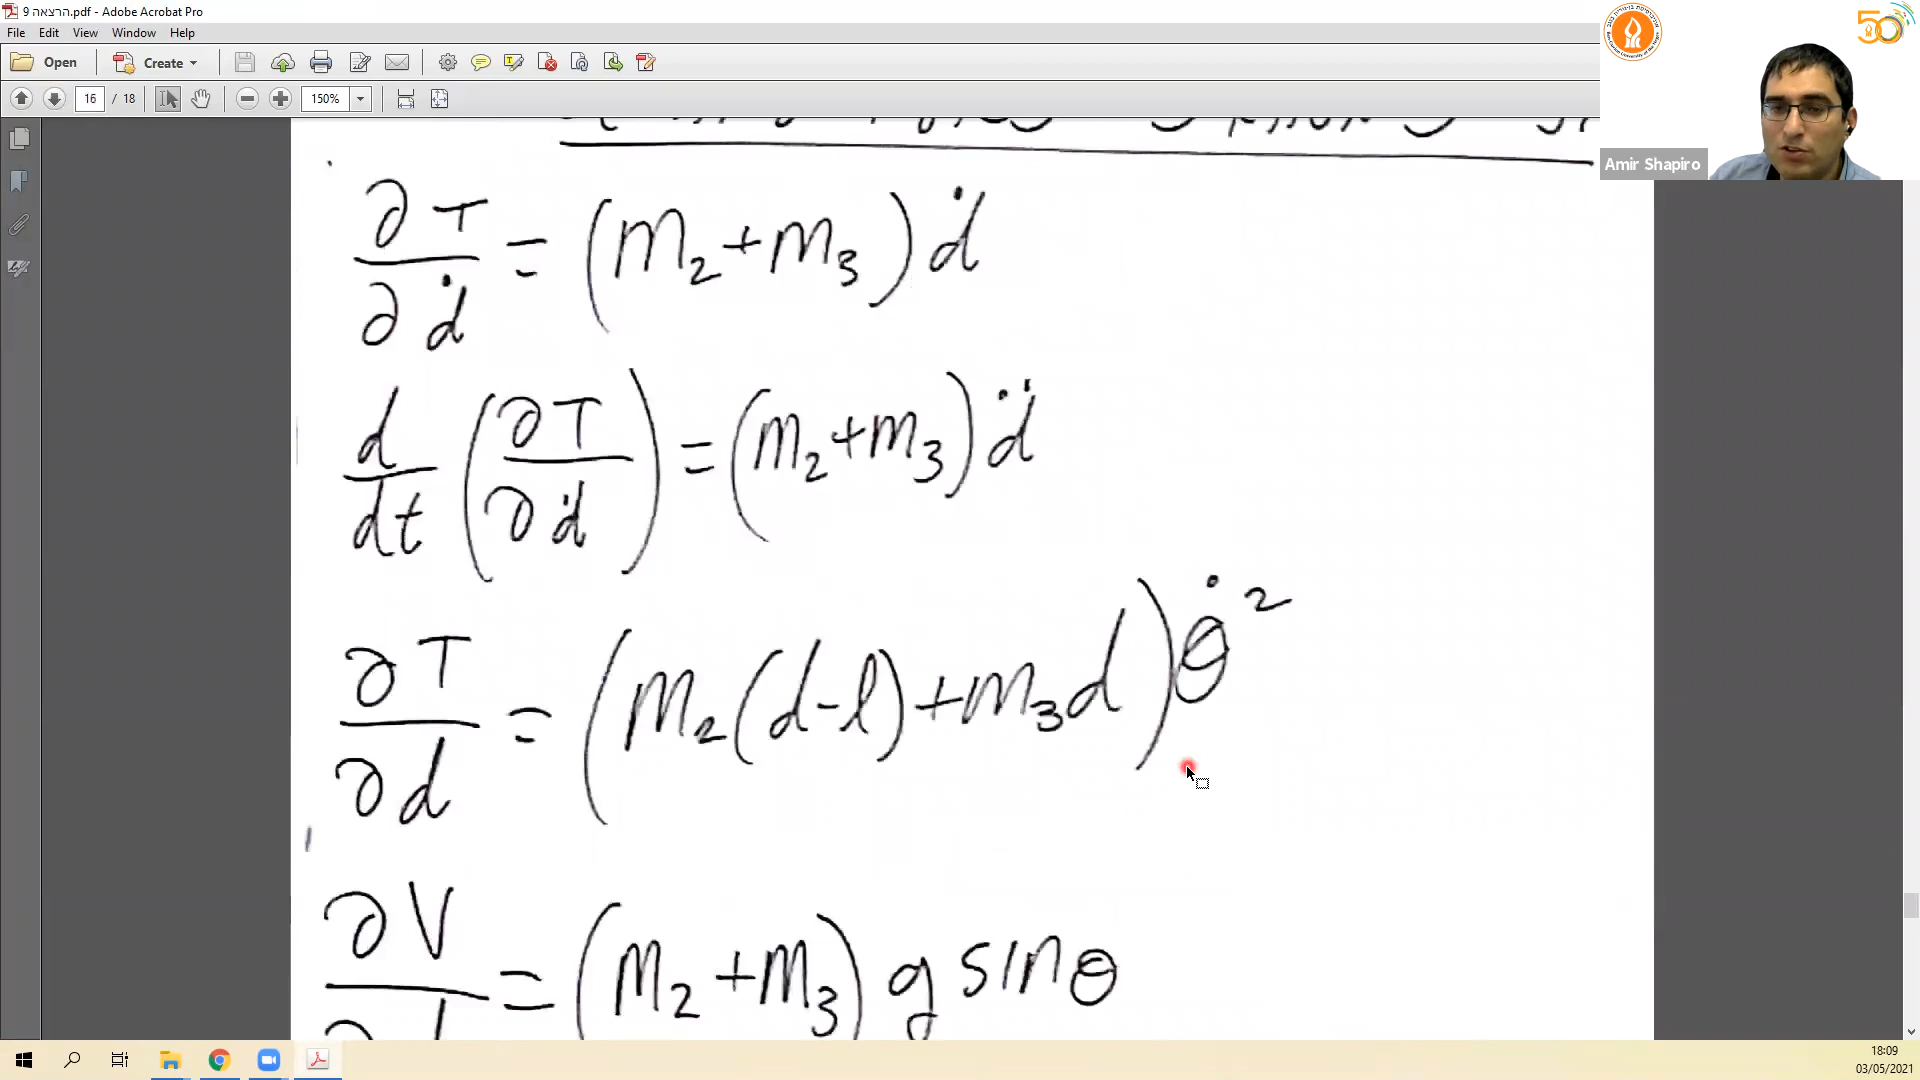 הרצאה 9.pdf - Adobe Acrobat Pro
File Edit View Window Help
Open Create
16 / 18 150%
Amir Shapiro
∂T/∂ḋ = (m₂+m₃)ḋ
d/dt (∂T/∂ḋ) = (m₂+m₃)d̈
∂T/∂d = (m₂(d-l)+m₃d)θ̇²
∂V/∂d = (m₂+m₃) g sinθ
50
18:09
03/05/2021